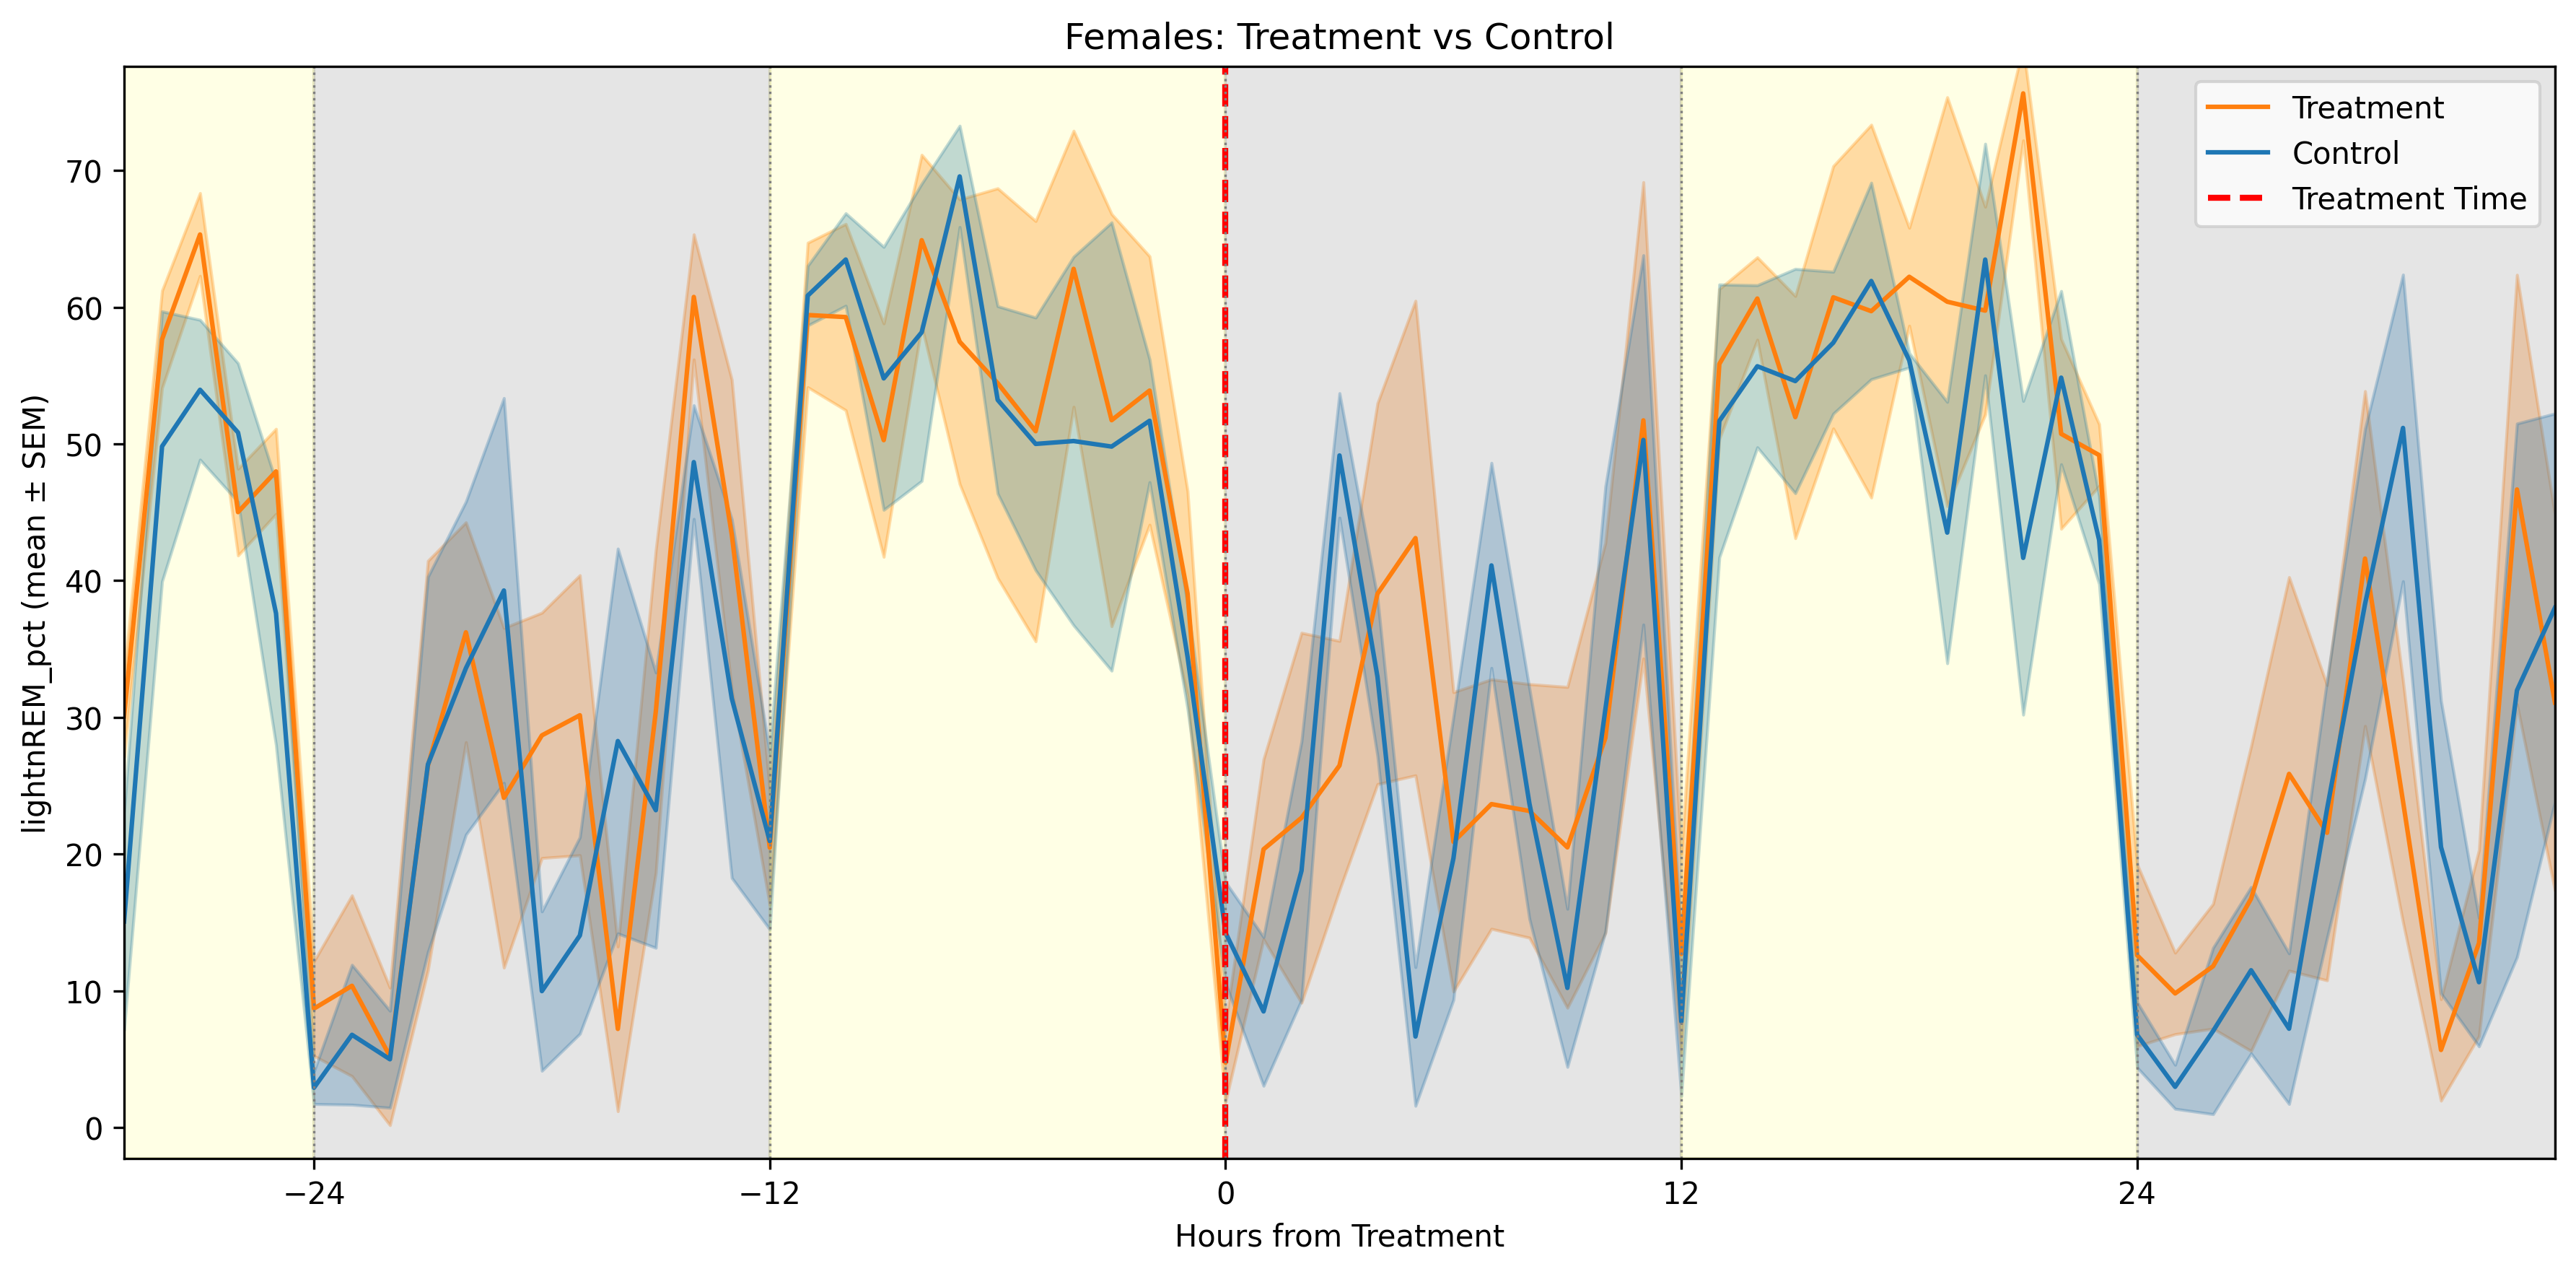 Females: Treatment vs Control
Treatment
Control
Treatment Time
lightnREM_pct (mean ± SEM)
70
60
50
40
30
20
10
0
−24
−12
0
12
24
Hours from Treatment